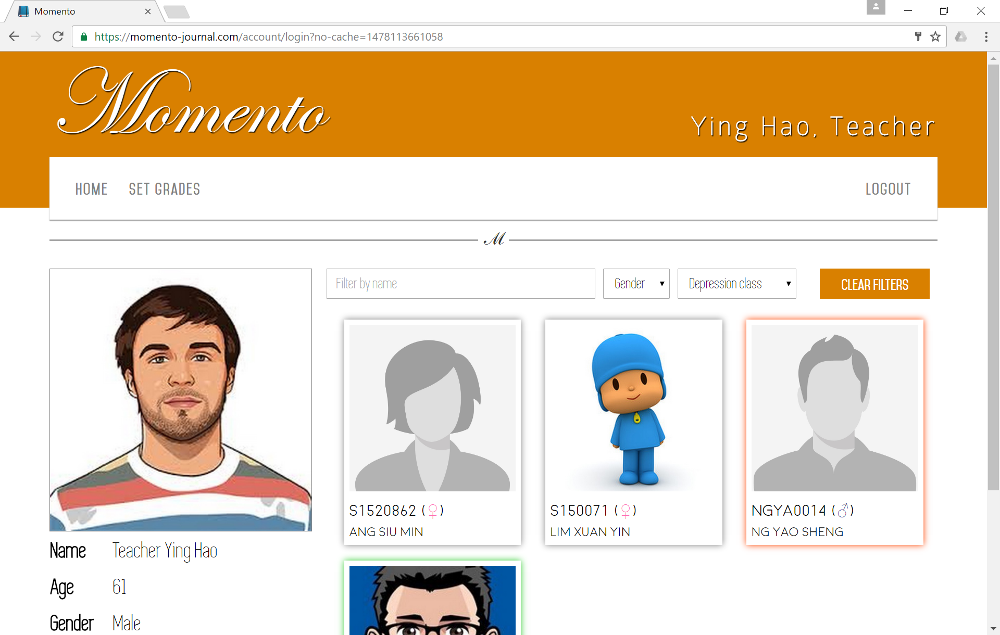 Momento
https://momento-journal.com/account/login?no-cache=1478113661058
Momento
Ying Hao, Teacher
HOME SET GRADES LOGOUT
M
Filter by name Gender Depression class CLEAR FILTERS
S1520862 (♀)
ANG SIU MIN
S150071 (♀)
LIM XUAN YIN
NGYA0014 (♂)
NG YAO SHENG
Name Teacher Ying Hao
Age 61
Gender Male